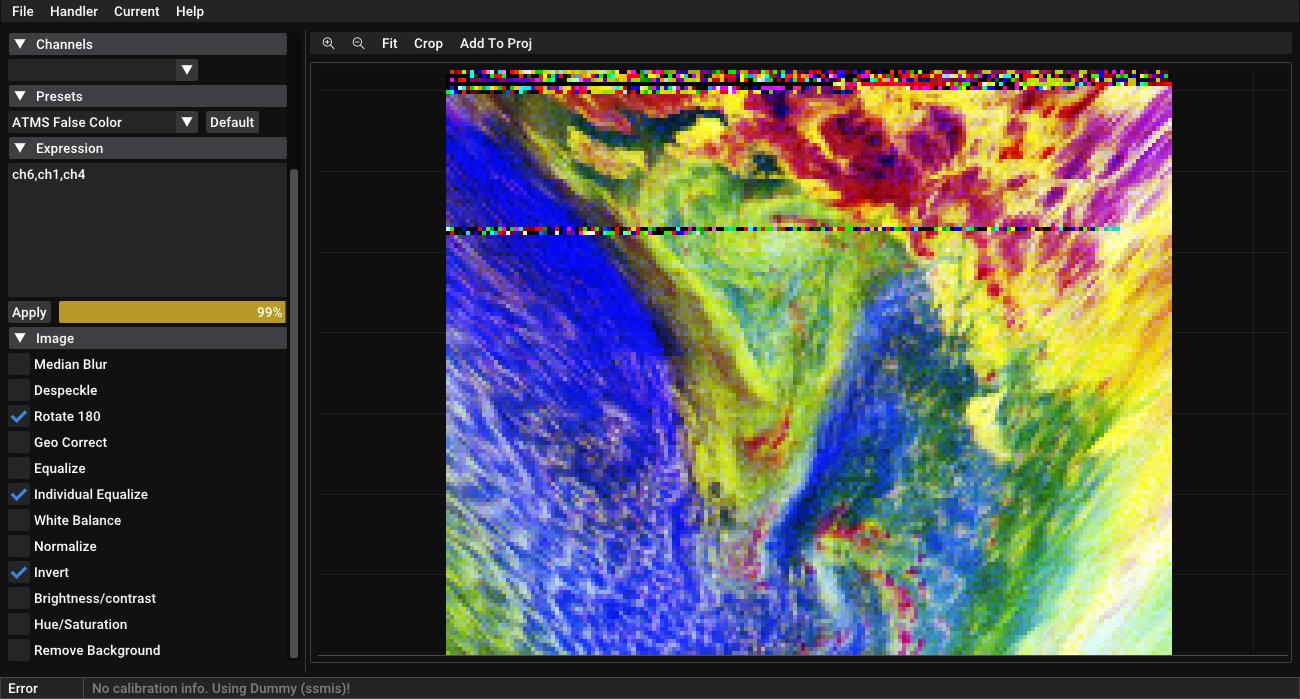 File Handler Current Help
Channels
Fit Crop Add To Proj
Presets
ATMS False Color Default
Expression
ch6,ch1,ch4
Apply 99%
Image
Median Blur
Despeckle
Rotate 180
Geo Correct
Equalize
Individual Equalize
White Balance
Normalize
Invert
Brightness/contrast
Hue/Saturation
Remove Background
Error No calibration info. Using Dummy (ssmis)!